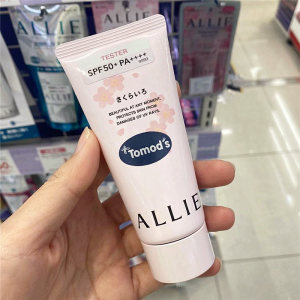 ALLIE
TESTER
SPF50+ PA++++
さくらいろ
BEAUTIFUL AT ANY MOMENT.
PROTECTS SKIN FROM
DAMAGES OF UV RAYS.
Tomod's
ALLIE